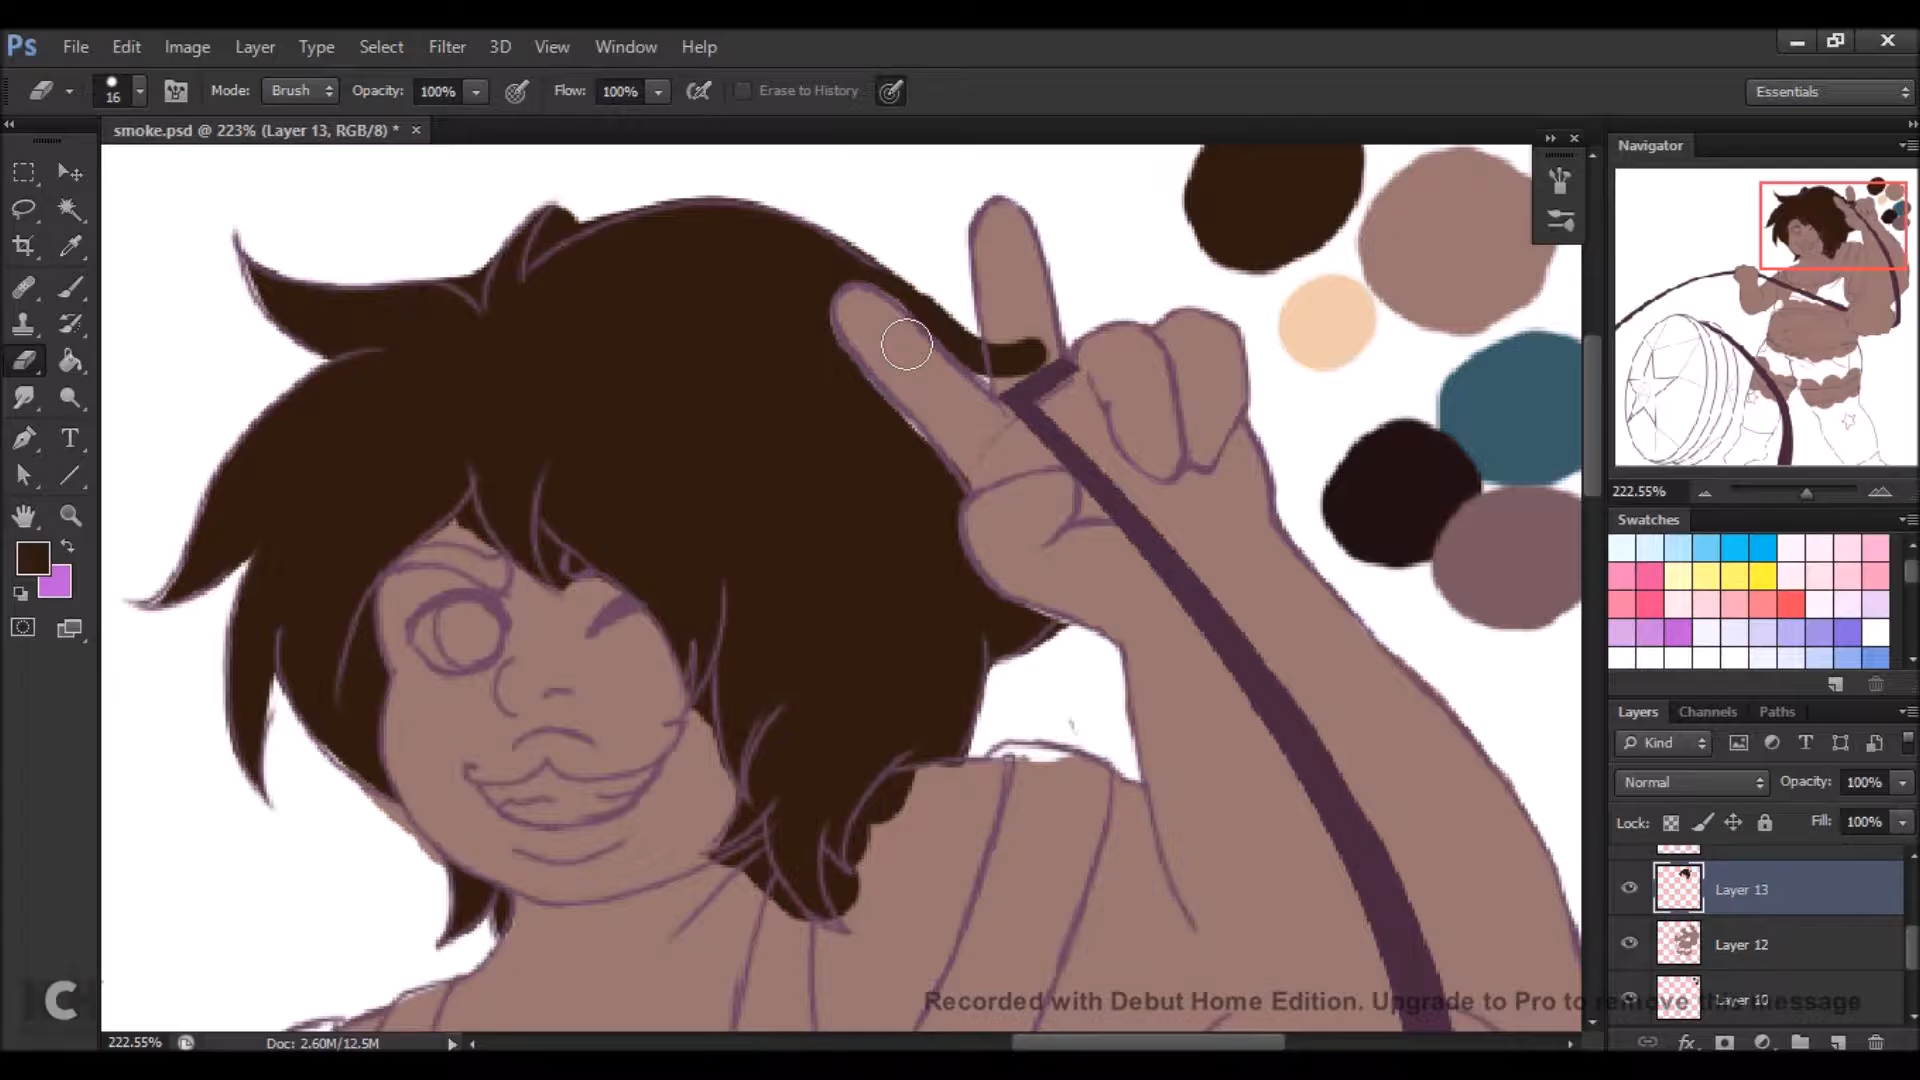 Ps File Edit Image Layer Type Select Filter 3D View Window Help
16 Mode: Brush Opacity: 100% Flow: 100% Erase to History Essentials
smoke.psd @ 223% (Layer 13, RGB/8) *
Navigator
222.55%
Swatches
Layers Channels Paths
Kind
Normal Opacity: 100%
Lock: Fill: 100%
Layer 13
Layer 12
Layer 10
C
Recorded with Debut Home Edition. Upgrade to Pro to remove this message
222.55% Doc: 2.60M/12.5M
fx